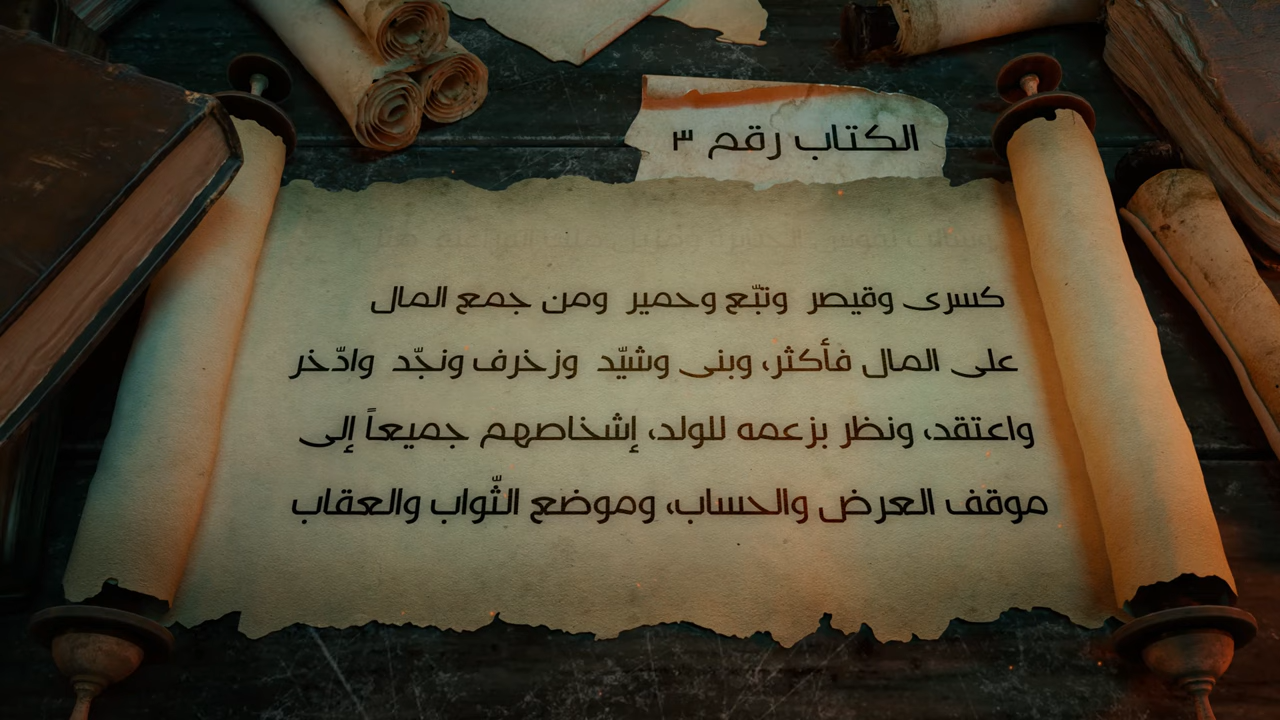 الكتاب رقم ٣
كسرى وقيصر وتبّع وحمير ومن جمع المال
على المال فأكثر، وبنى وشيّد وزخرف ونجّد وادّخر
واعتقد، ونظر بزعمه للولد، إشخاصهم جميعاً إلى
موقف العرض والحساب، وموضع الثّواب والعقاب